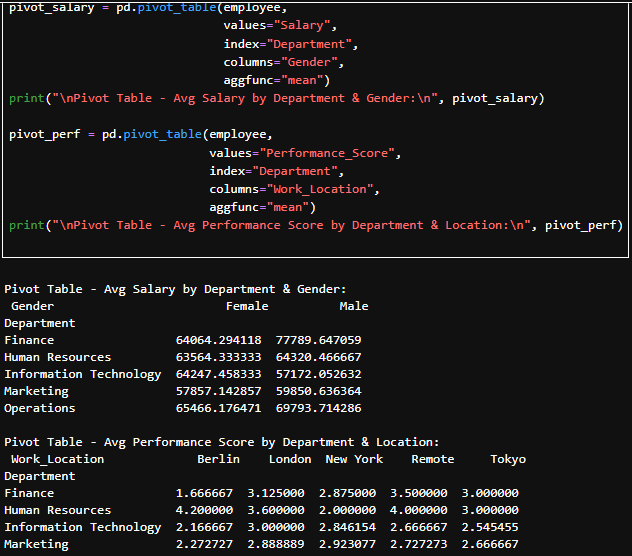 pivot_salary = pd.pivot_table(employee,
                              values="Salary",
                              index="Department",
                              columns="Gender",
                              aggfunc="mean")
print("\nPivot Table - Avg Salary by Department & Gender:\n", pivot_salary)

pivot_perf = pd.pivot_table(employee,
                            values="Performance_Score",
                            index="Department",
                            columns="Work_Location",
                            aggfunc="mean")
print("\nPivot Table - Avg Performance Score by Department & Location:\n", pivot_perf)

Pivot Table - Avg Salary by Department & Gender:
 Gender                        Female          Male
Department
Finance                 64064.294118  77789.647059
Human Resources         63564.333333  64320.466667
Information Technology  64247.458333  57172.052632
Marketing               57857.142857  59850.636364
Operations              65466.176471  69793.714286

Pivot Table - Avg Performance Score by Department & Location:
 Work_Location             Berlin    London  New York    Remote     Tokyo
Department
Finance                 1.666667  3.125000  2.875000  3.500000  3.000000
Human Resources         4.200000  3.600000  2.000000  4.000000  3.000000
Information Technology  2.166667  3.000000  2.846154  2.666667  2.545455
Marketing               2.272727  2.888889  2.923077  2.727273  2.666667